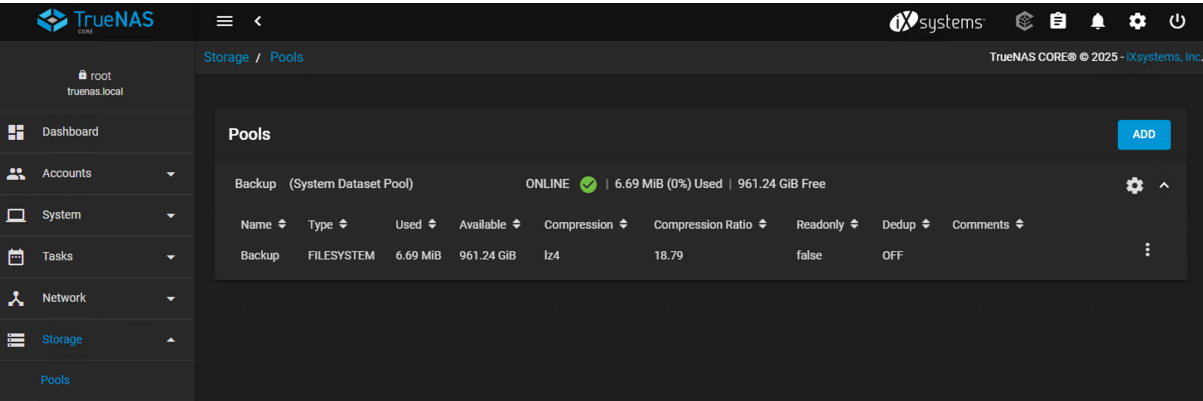 TrueNAS
CORE
iXsystems
Storage / Pools
TrueNAS CORE® © 2025 - iXsystems, Inc.
root
truenas.local
Dashboard
Accounts
System
Tasks
Network
Storage
Pools
Pools
ADD
Backup (System Dataset Pool) ONLINE | 6.69 MiB (0%) Used | 961.24 GiB Free
Name Type Used Available Compression Compression Ratio Readonly Dedup Comments
Backup FILESYSTEM 6.69 MiB 961.24 GiB lz4 18.79 false OFF